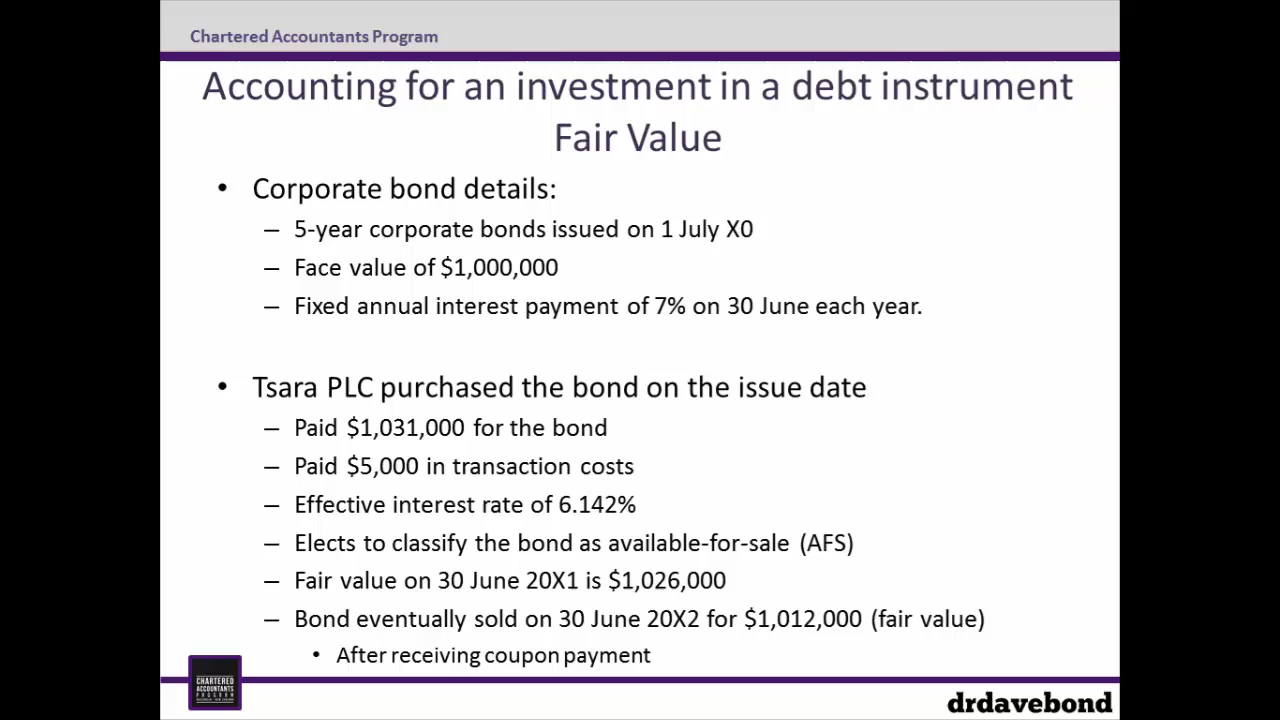 Chartered Accountants Program
Accounting for an investment in a debt instrument
Fair Value
• Corporate bond details:
– 5-year corporate bonds issued on 1 July X0
– Face value of $1,000,000
– Fixed annual interest payment of 7% on 30 June each year.
• Tsara PLC purchased the bond on the issue date
– Paid $1,031,000 for the bond
– Paid $5,000 in transaction costs
– Effective interest rate of 6.142%
– Elects to classify the bond as available-for-sale (AFS)
– Fair value on 30 June 20X1 is $1,026,000
– Bond eventually sold on 30 June 20X2 for $1,012,000 (fair value)
• After receiving coupon payment
CHARTERED
ACCOUNTANTS
PROGRAM
drdavebond